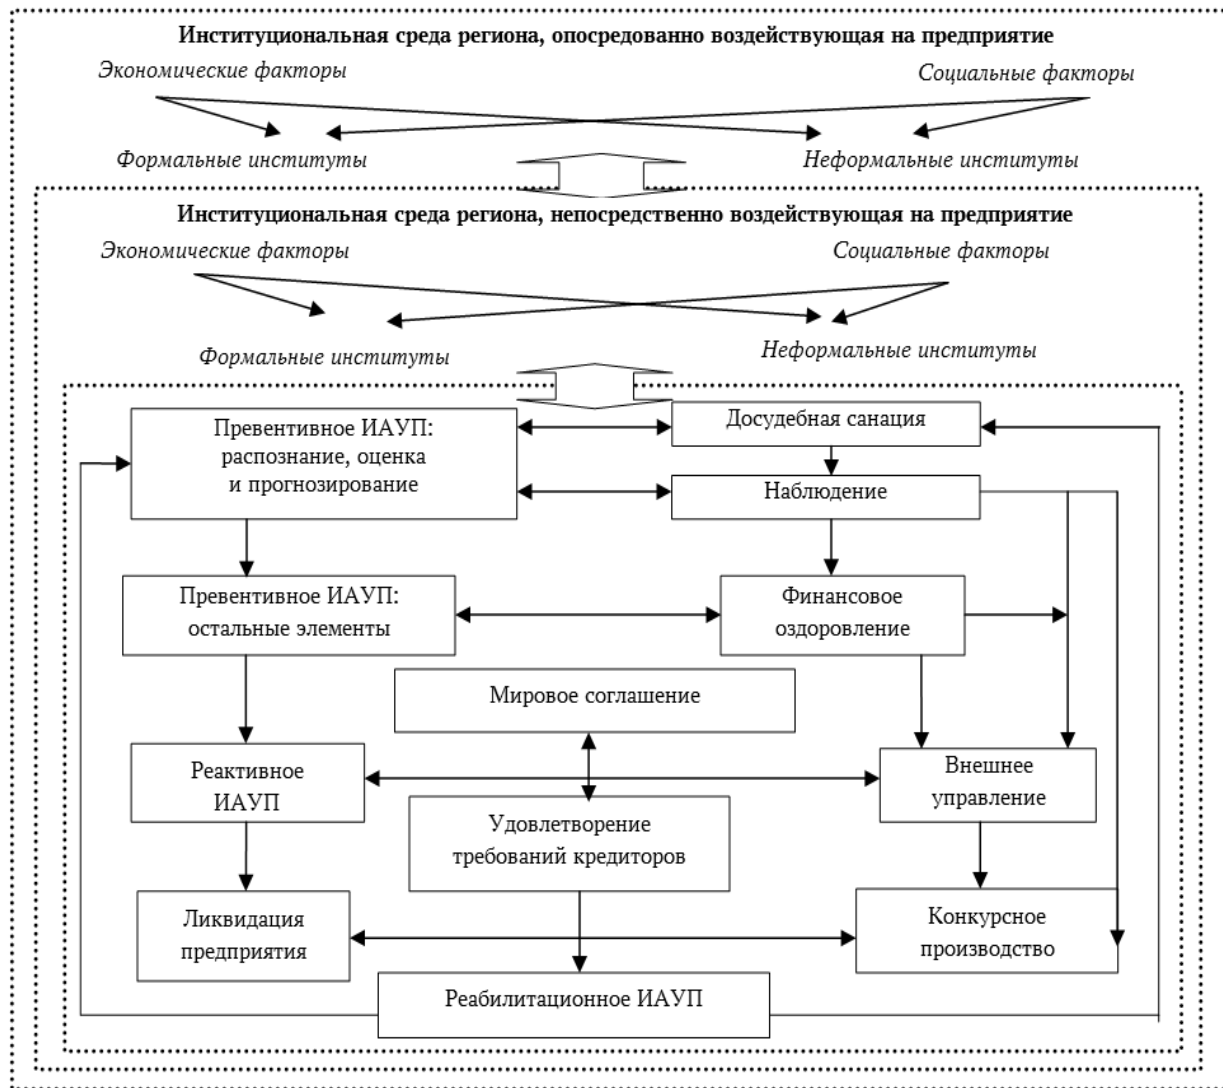 Институциональная среда региона, опосредованно воздействующая на предприятие
Экономические факторы
Социальные факторы
Формальные институты
Неформальные институты
Институциональная среда региона, непосредственно воздействующая на предприятие
Экономические факторы
Социальные факторы
Формальные институты
Неформальные институты
Превентивное ИАУП:
распознание, оценка
и прогнозирование
Досудебная санация
Наблюдение
Превентивное ИАУП:
остальные элементы
Финансовое
оздоровление
Мировое соглашение
Реактивное
ИАУП
Внешнее
управление
Удовлетворение
требований кредиторов
Ликвидация
предприятия
Конкурсное
производство
Реабилитационное ИАУП